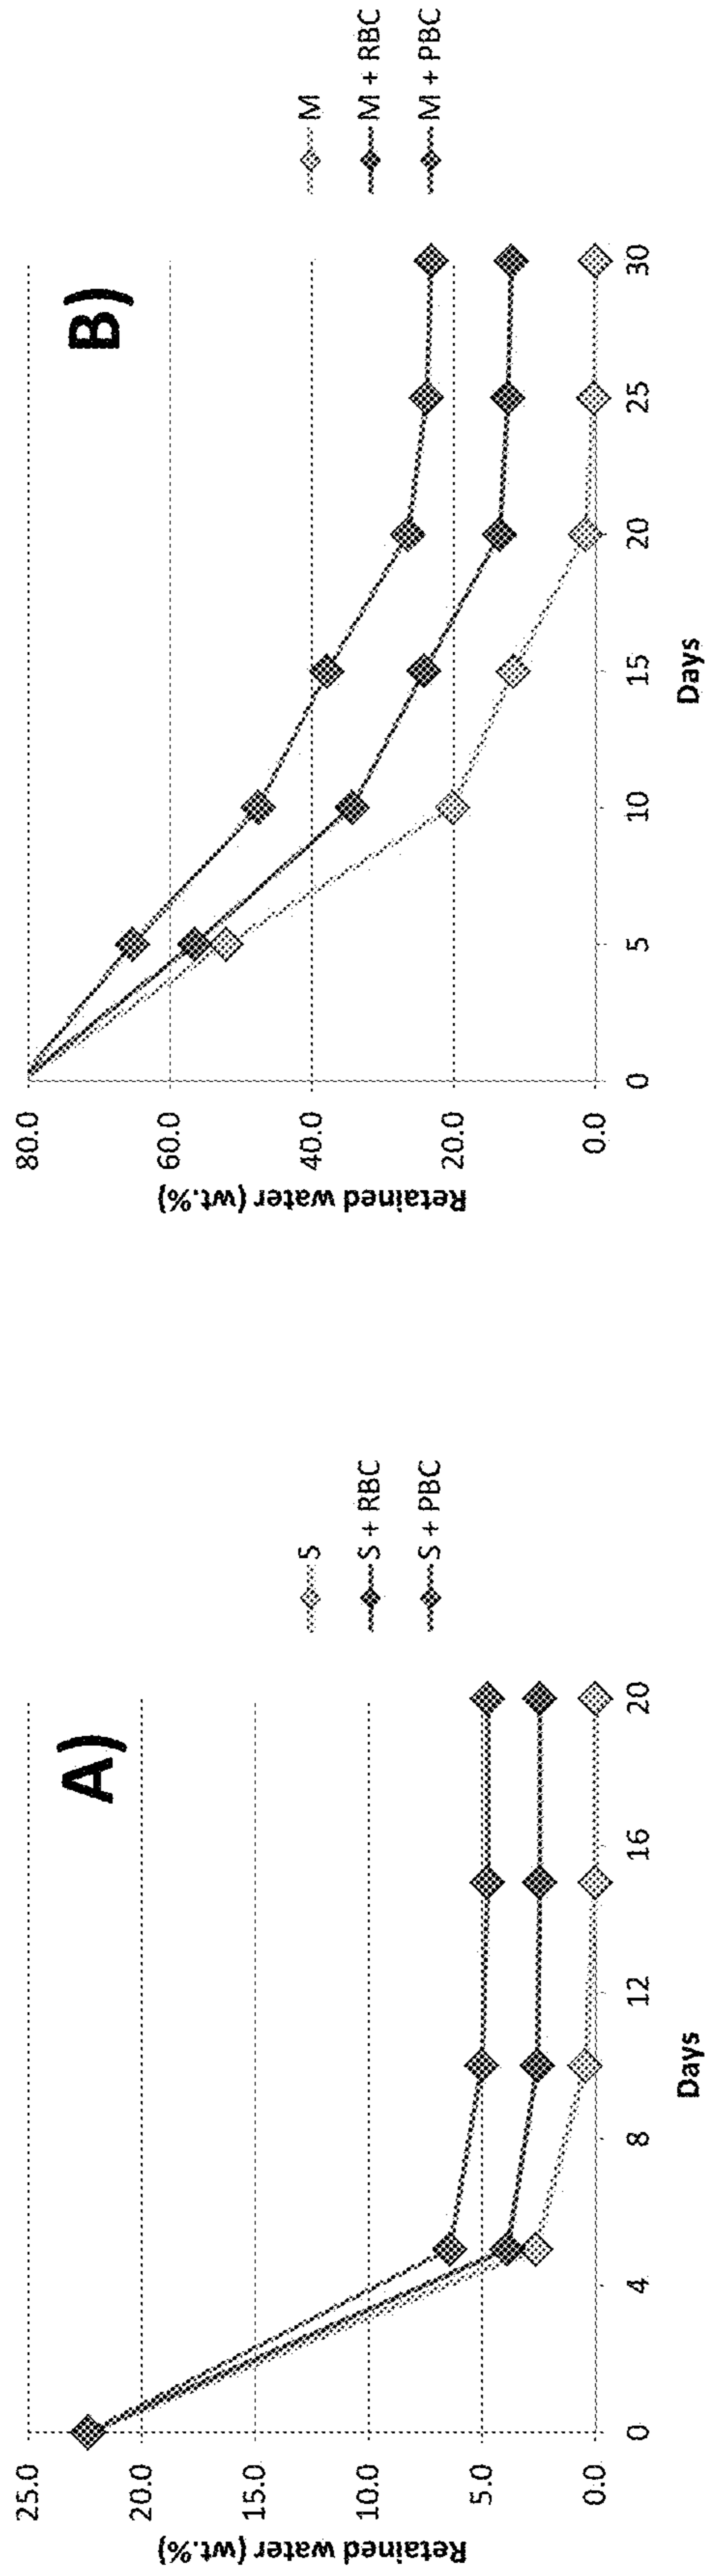 A)
Retained water (wt.%)
25.0
20.0
15.0
10.0
5.0
0.0
0
4
8
12
16
20
Days
S
S + RBC
S + PBC
B)
Retained water (wt.%)
80.0
60.0
40.0
20.0
0.0
0
5
10
15
20
25
30
Days
M
M + RBC
M + PBC